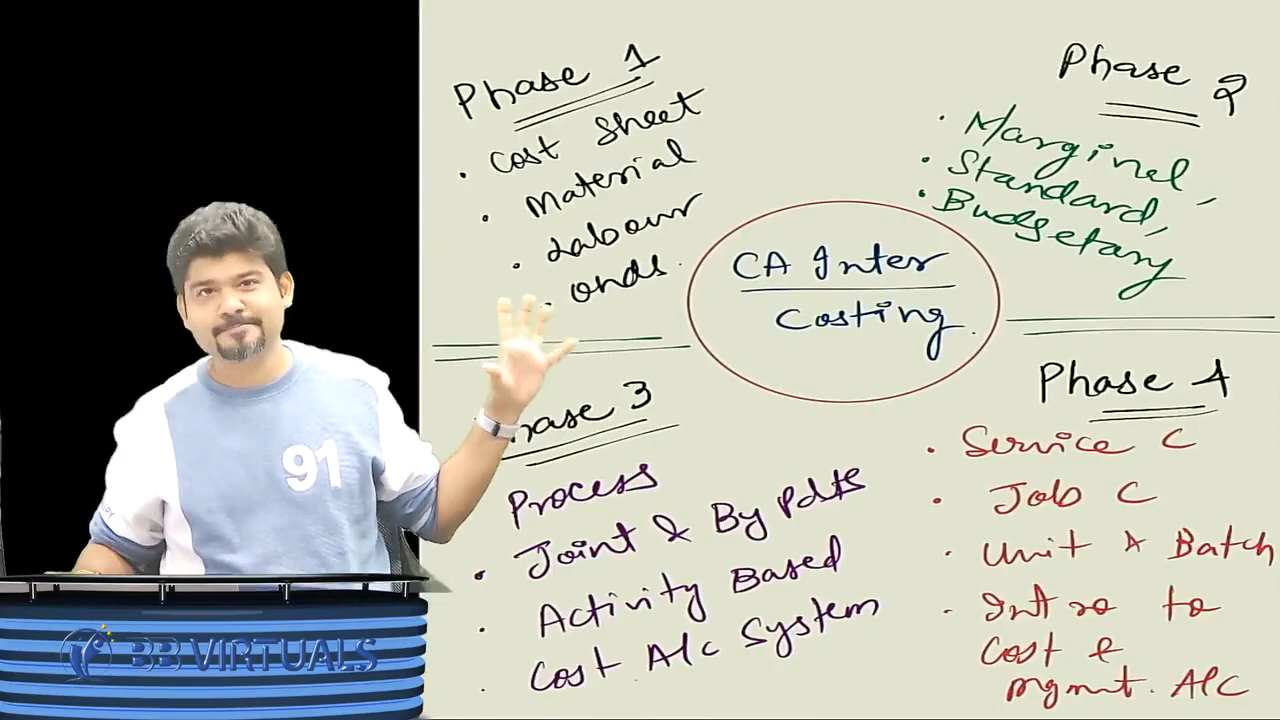 Phase 1
• Cost Sheet
• Material
• Labour
• OHDs.
Phase 2
• Marginal,
• Standard,
• Budgetary
CA Inter
Costing.
Phase 3
Process
• Joint & By Pdts
• Activity Based
• Cost A/c System
Phase 4
• Service C
• Job C
• Unit & Batch
• Intro to
Cost &
Mgmt. A/C
91
BB VIRTUALS